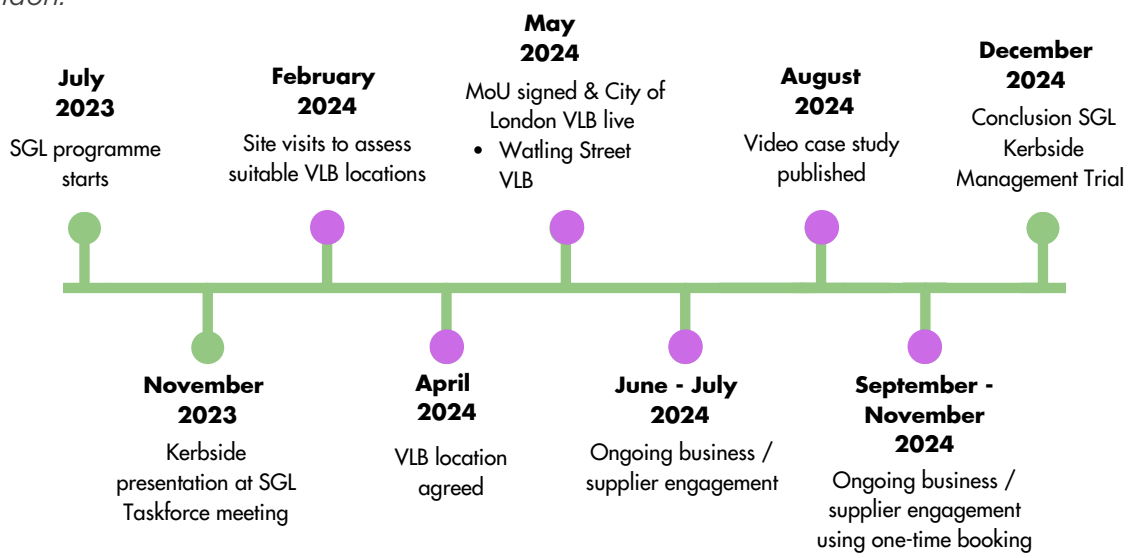 May
2024
MoU signed & City of
London VLB live
• Watling Street
VLB
July
2023
SGL programme
starts
February
2024
Site visits to assess
suitable VLB locations
August
2024
Video case study
published
December
2024
Conclusion SGL
Kerbside
Management Trial
November
2023
Kerbside
presentation at SGL
Taskforce meeting
April
2024
VLB location
agreed
June - July
2024
Ongoing business /
supplier engagement
September -
November
2024
Ongoing business /
supplier engagement
using one-time booking